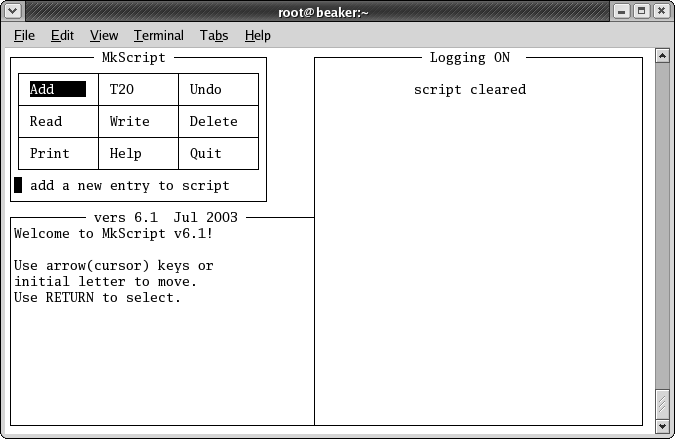 root@beaker:~
File Edit View Terminal Tabs Help
MkScript
Add T20 Undo
Read Write Delete
Print Help Quit
add a new entry to script
vers 6.1 Jul 2003
Welcome to MkScript v6.1!
Use arrow(cursor) keys or
initial letter to move.
Use RETURN to select.
Logging ON
script cleared